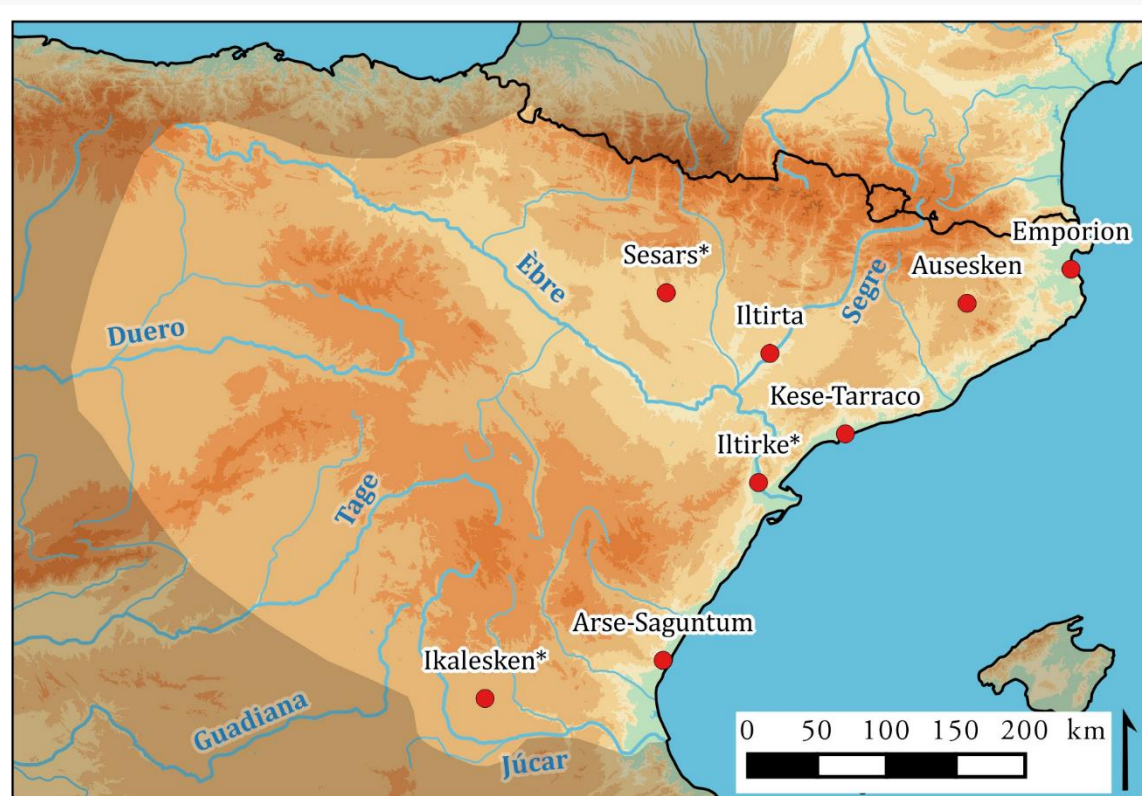 Emporion
Sesars*
Ausesken
Èbre
Segre
Iltirta
Duero
Kese-Tarraco
Iltirke*
Tage
Arse-Saguntum
Ikalesken*
Guadiana
Júcar
0 50 100 150 200 km